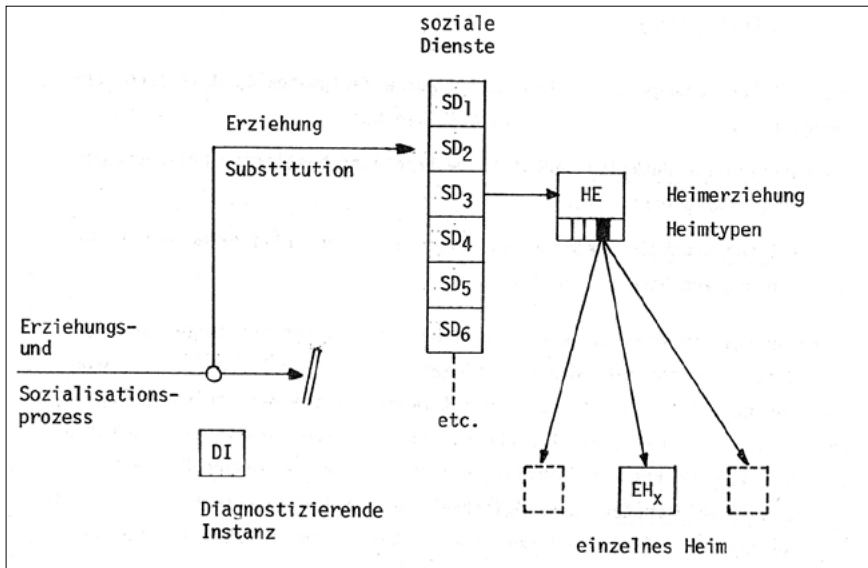 soziale
Dienste
SD1
Erziehung
SD2
Substitution
SD3
HE
Heimerziehung
Heimtypen
SD4
SD5
SD6
Erziehungs-
und
Sozialisations-
prozess
etc.
DI
EHx
Diagnostizierende
Instanz
einzelnes Heim